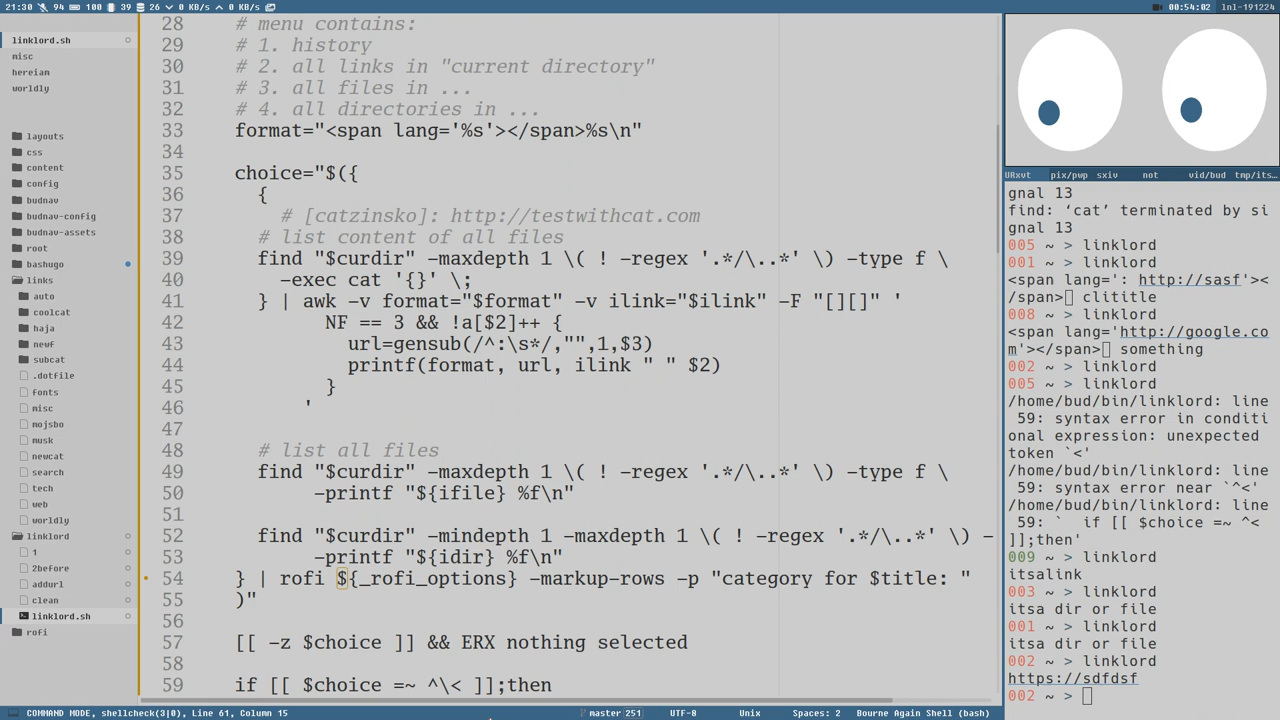 21:30 94 100 39 26 0 KB/s 0 KB/s
00:54:02 lnl-191224
linklord.sh
misc
hereiam
worldly
layouts
css
content
config
budnav
budnav-config
budnav-assets
root
bashugo
links
auto
coolcat
haja
newf
subcat
.dotfile
fonts
misc
mojsbo
musk
newcat
search
tech
web
worldly
linklord
1
2before
addurl
clean
linklord.sh
rofi
28 # menu contains:
29 # 1. history
30 # 2. all links in "current directory"
31 # 3. all files in ...
32 # 4. all directories in ...
33 format="<span lang='%s'></span>%s\n"
34
35 choice="$({
36 {
37 # [catzinsko]: http://testwithcat.com
38 # list content of all files
39 find "$curdir" -maxdepth 1 \( ! -regex '.*/\..*' \) -type f \
40 -exec cat '{}' \;
41 } | awk -v format="$format" -v ilink="$ilink" -F "[][]" '
42 NF == 3 && !a[$2]++ {
43 url=gensub(/^:\s*/,"",1,$3)
44 printf(format, url, ilink " " $2)
45 }
46 '
47
48 # list all files
49 find "$curdir" -maxdepth 1 \( ! -regex '.*/\..*' \) -type f \
50 -printf "${ifile} %f\n"
51
52 find "$curdir" -mindepth 1 -maxdepth 1 \( ! -regex '.*/\..*' \) -
53 -printf "${idir} %f\n"
54 } | rofi ${_rofi_options} -markup-rows -p "category for $title: "
55 )"
56
57 [[ -z $choice ]] && ERX nothing selected
58
59 if [[ $choice =~ ^\< ]];then
URxvt pix/pwp sxiv not vid/bud tmp/its…
gnal 13
find: ‘cat’ terminated by si
gnal 13
005 ~ > linklord
001 ~ > linklord
<span lang=': http://sasf'><
/span> clititle
008 ~ > linklord
<span lang='http://google.co
m'></span> something
002 ~ > linklord
005 ~ > linklord
/home/bud/bin/linklord: line
59: syntax error in conditi
onal expression: unexpected
token `<'
/home/bud/bin/linklord: line
59: syntax error near `^<'
/home/bud/bin/linklord: line
59: `  if [[ $choice =~ ^<
]];then'
009 ~ > linklord
itsalink
003 ~ > linklord
itsa dir or file
001 ~ > linklord
itsa dir or file
002 ~ > linklord
https://sdfdsf
002 ~ >
COMMAND MODE, shellcheck(3|0), Line 61, Column 15 master 251 UTF-8 Unix Spaces: 2 Bourne Again Shell (bash)